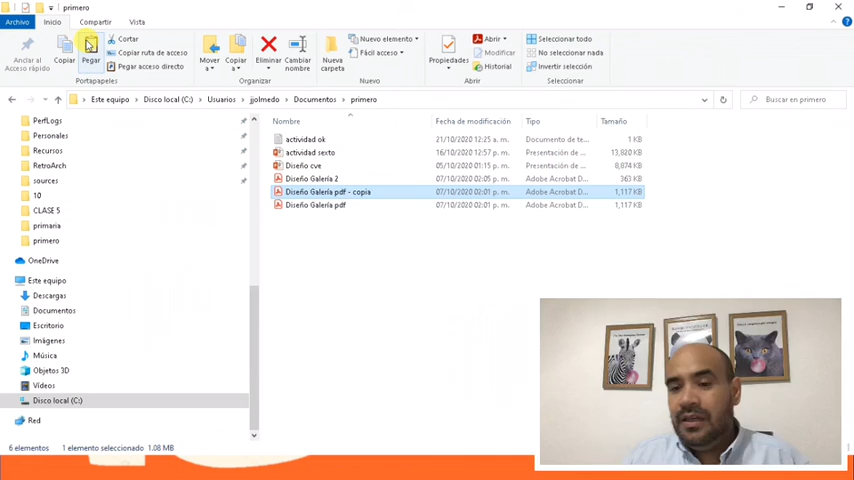 primero
Archivo
Inicio
Compartir
Vista
Anclar al
Acceso rápido
Copiar
Pegar
Cortar
Copiar ruta de acceso
Pegar acceso directo
Portapapeles
Mover
a
Copiar
a
Eliminar
Cambiar
nombre
Organizar
Nueva
carpeta
Nuevo elemento
Fácil acceso
Nuevo
Propiedades
Abrir
Modificar
Historial
Abrir
Seleccionar todo
No seleccionar nada
Invertir selección
Seleccionar
Este equipo > Disco local (C:) > Usuarios > jjolmedo > Documentos > primero
Buscar en primero
Nombre
Fecha de modificación
Tipo
Tamaño
actividad ok 21/10/2020 12:25 a. m. Documento de te... 1 KB
actividad sexto 16/10/2020 12:57 p. m. Presentación de ... 13,820 KB
Diseño cve 05/10/2020 01:15 p. m. Presentación de ... 8,874 KB
Diseño Galería 2 07/10/2020 02:05 p. m. Adobe Acrobat D... 363 KB
Diseño Galería pdf - copia 07/10/2020 02:01 p. m. Adobe Acrobat D... 1,117 KB
Diseño Galería pdf 07/10/2020 02:01 p. m. Adobe Acrobat D... 1,117 KB
PerfLogs
Personales
Recursos
RetroArch
sources
10
CLASE 5
primaria
primero
OneDrive
Este equipo
Descargas
Documentos
Escritorio
Imágenes
Música
Objetos 3D
Vídeos
Disco local (C:)
Red
6 elementos
1 elemento seleccionado 1.08 MB